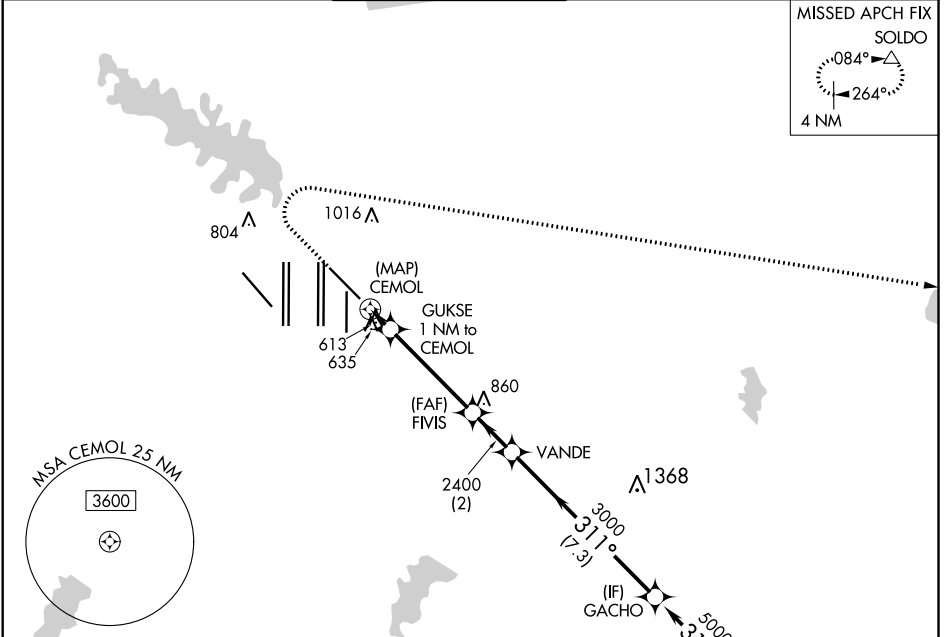 MISSED APCH FIX
SOLDO
084°
264°
4 NM
1016
804
(MAP)
CEMOL
GUKSE
1 NM to
CEMOL
613
635
860
(FAF)
FIVIS
VANDE
2400
(2)
1368
MSA CEMOL 25 NM
3600
3000
311°
(7.3)
(IF)
GACHO
5000